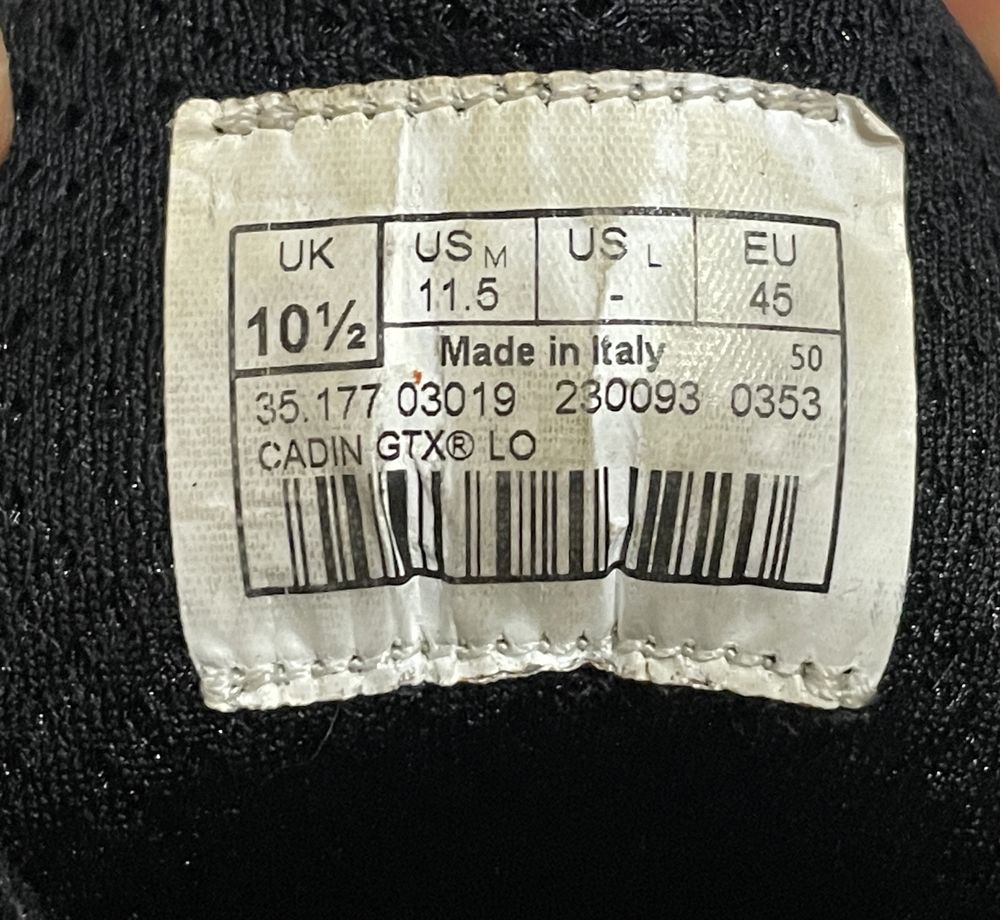 UK US M US L EU
10½ 11.5 - 45
Made in Italy 50
35.177 03019 230093 0353
CADIN GTX® LO